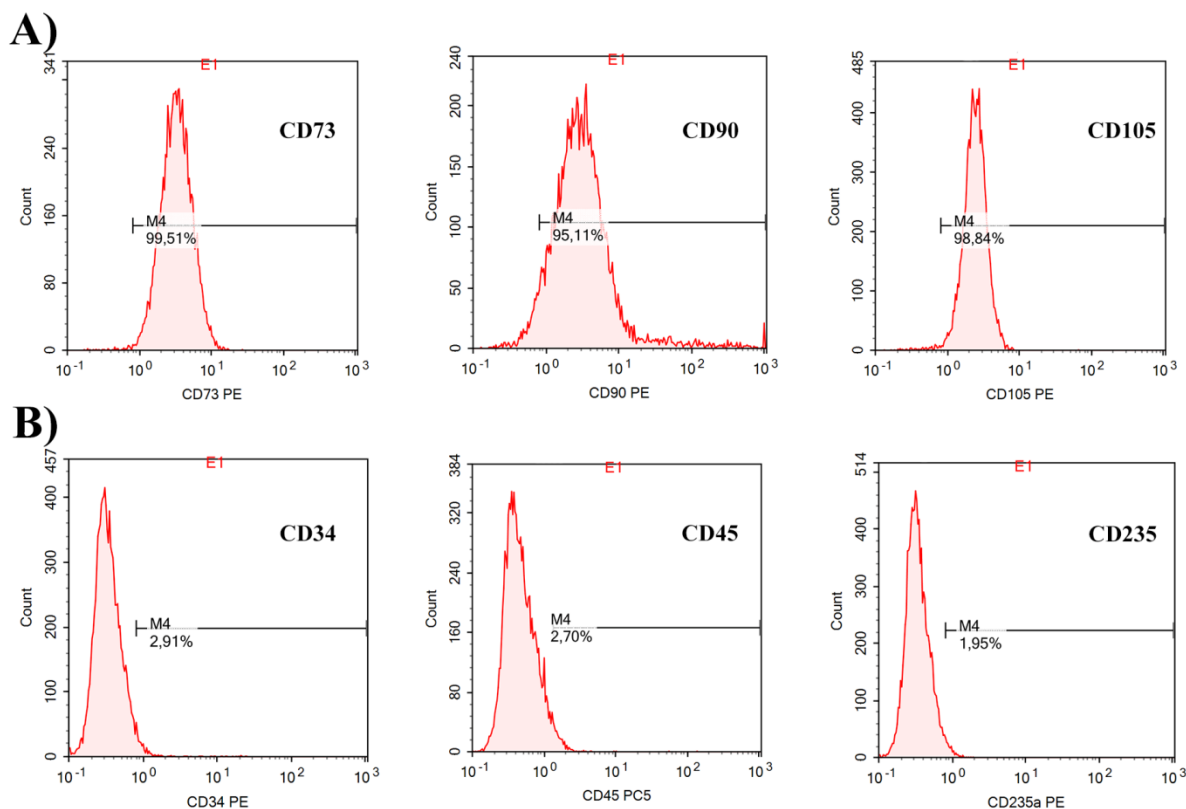 A)
341
240
160
80
0
Count
E1
CD73
M4
99,51%
10-1 100 101 102 103
CD73 PE
240
200
150
100
50
0
Count
E1
CD90
M4
95,11%
10-1 100 101 102 103
CD90 PE
485
400
300
200
100
0
Count
E1
CD105
M4
98,84%
10-1 100 101 102 103
CD105 PE
B)
457
400
300
200
100
0
Count
E1
CD34
M4
2,91%
10-1 100 101 102 103
CD34 PE
384
320
240
160
80
0
Count
E1
CD45
M4
2,70%
10-1 100 101 102 103
CD45 PC5
514
400
300
200
100
0
Count
E1
CD235
M4
1,95%
10-1 100 101 102 103
CD235a PE